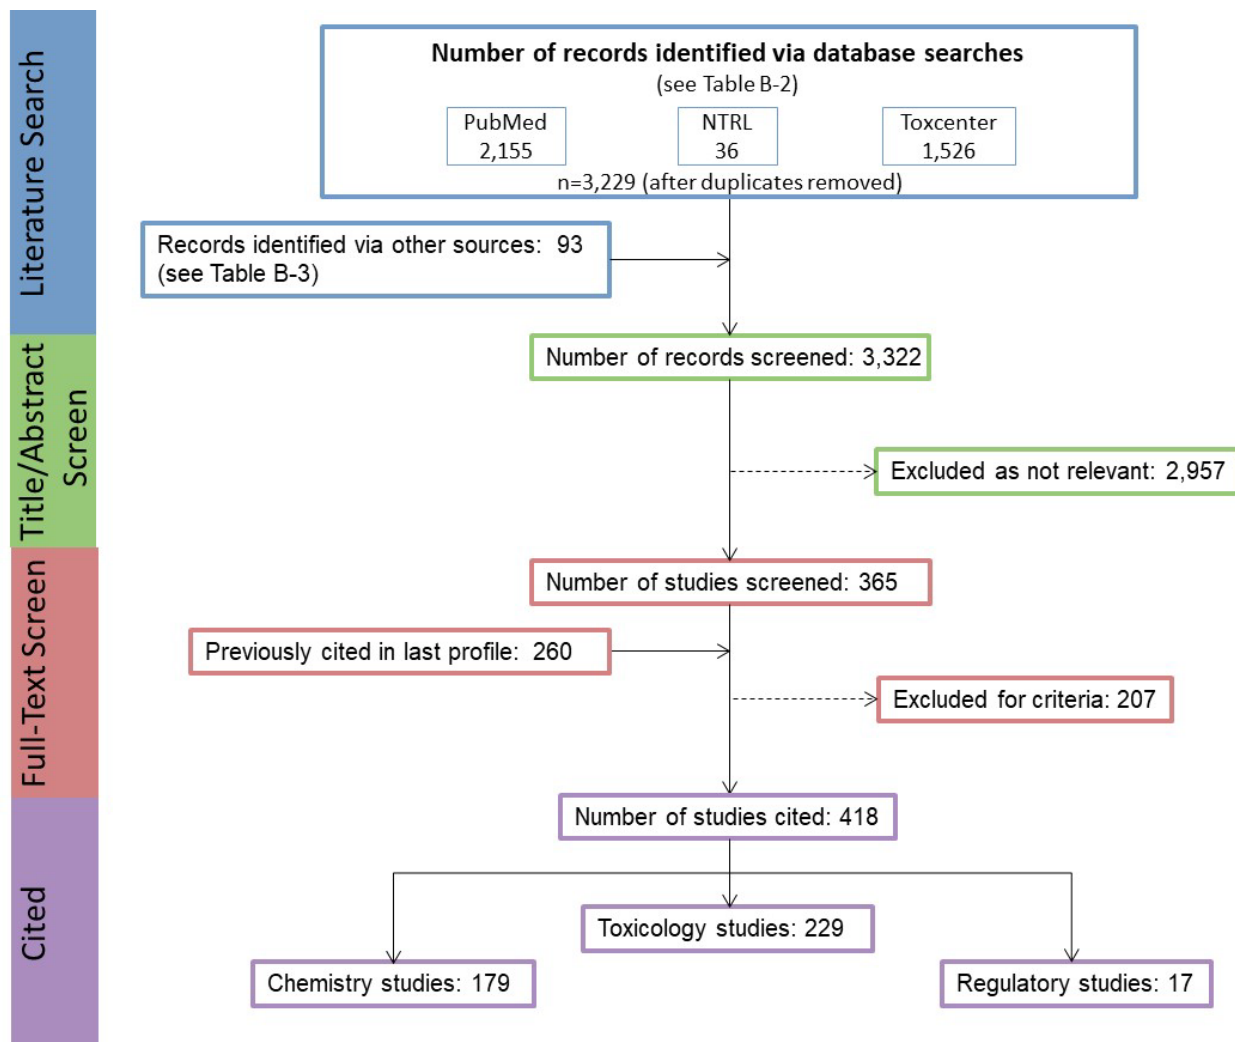 Literature Search
Number of records identified via database searches
(see Table B-2)
PubMed
2,155
NTRL
36
Toxcenter
1,526
n=3,229 (after duplicates removed)
Records identified via other sources: 93
(see Table B-3)
Title/Abstract
Screen
Number of records screened: 3,322
Excluded as not relevant: 2,957
Full-Text Screen
Number of studies screened: 365
Previously cited in last profile: 260
Excluded for criteria: 207
Cited
Number of studies cited: 418
Toxicology studies: 229
Chemistry studies: 179
Regulatory studies: 17